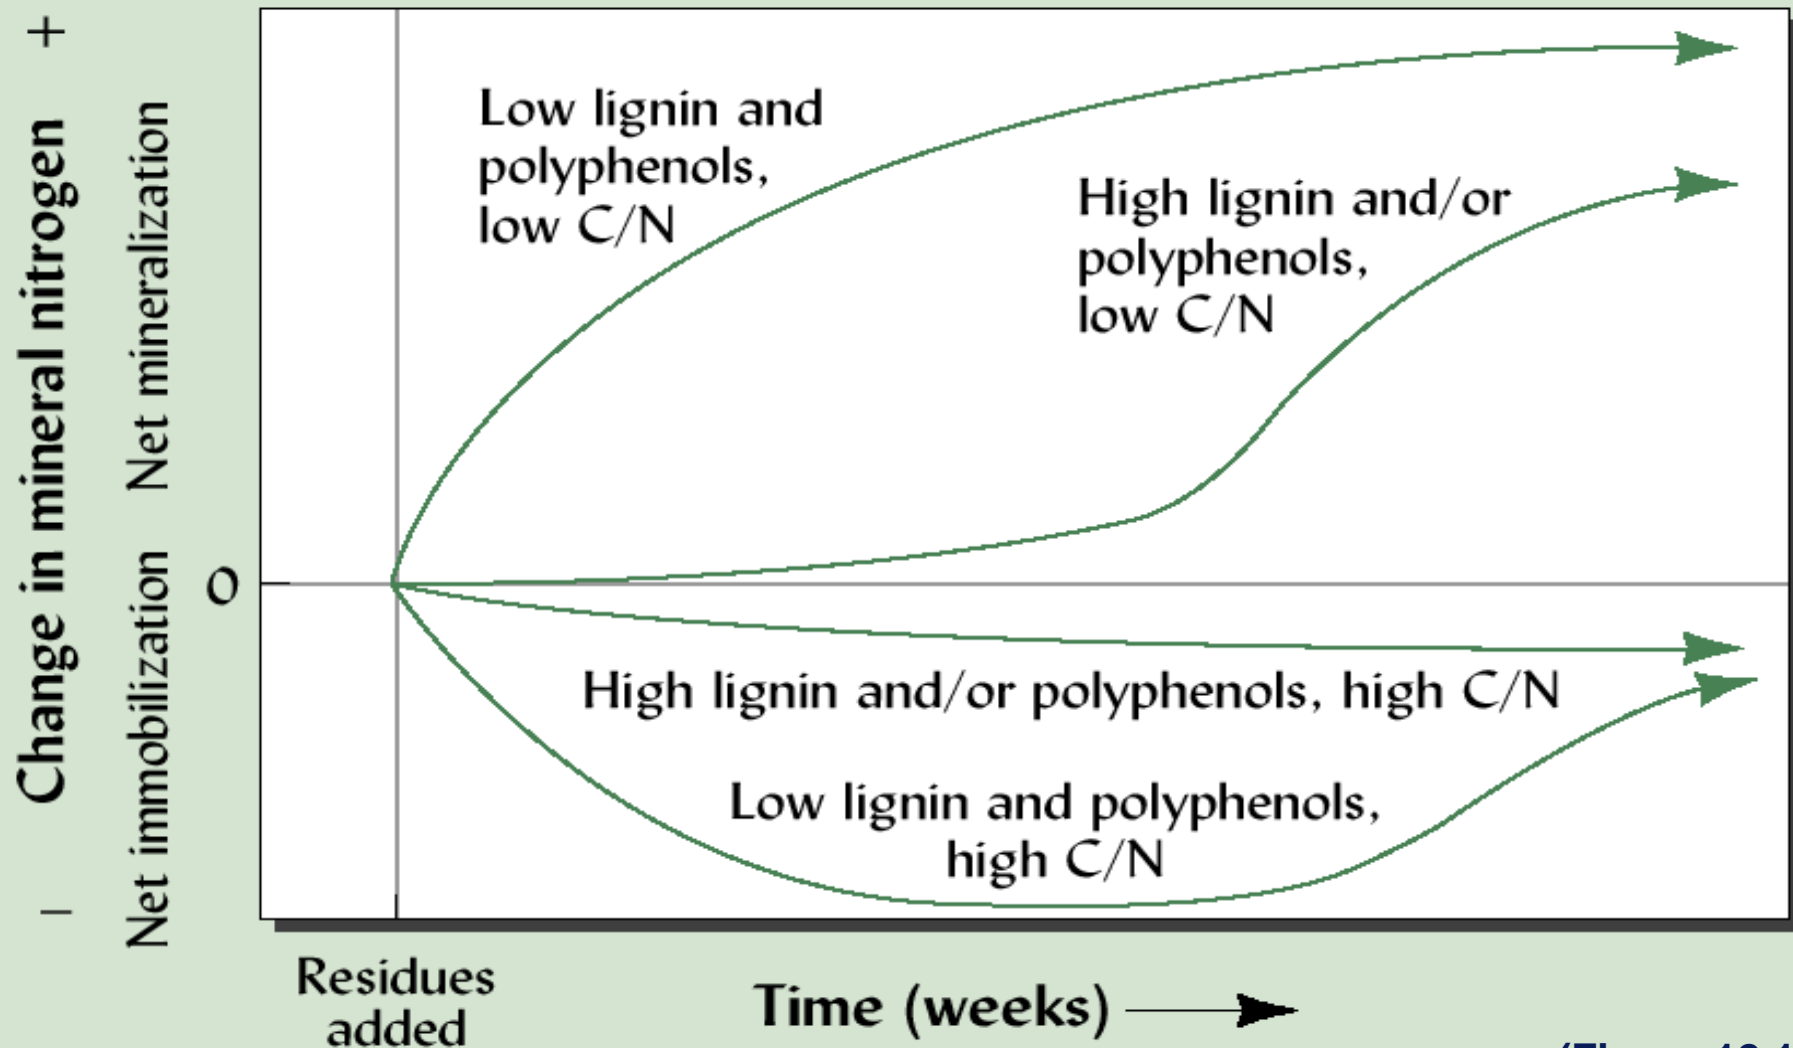 +
Change in mineral nitrogen
–
Net mineralization
Net immobilization
0
Low lignin and
polyphenols,
low C/N
High lignin and/or
polyphenols,
low C/N
High lignin and/or polyphenols, high C/N
Low lignin and polyphenols,
high C/N
Residues
added
Time (weeks)